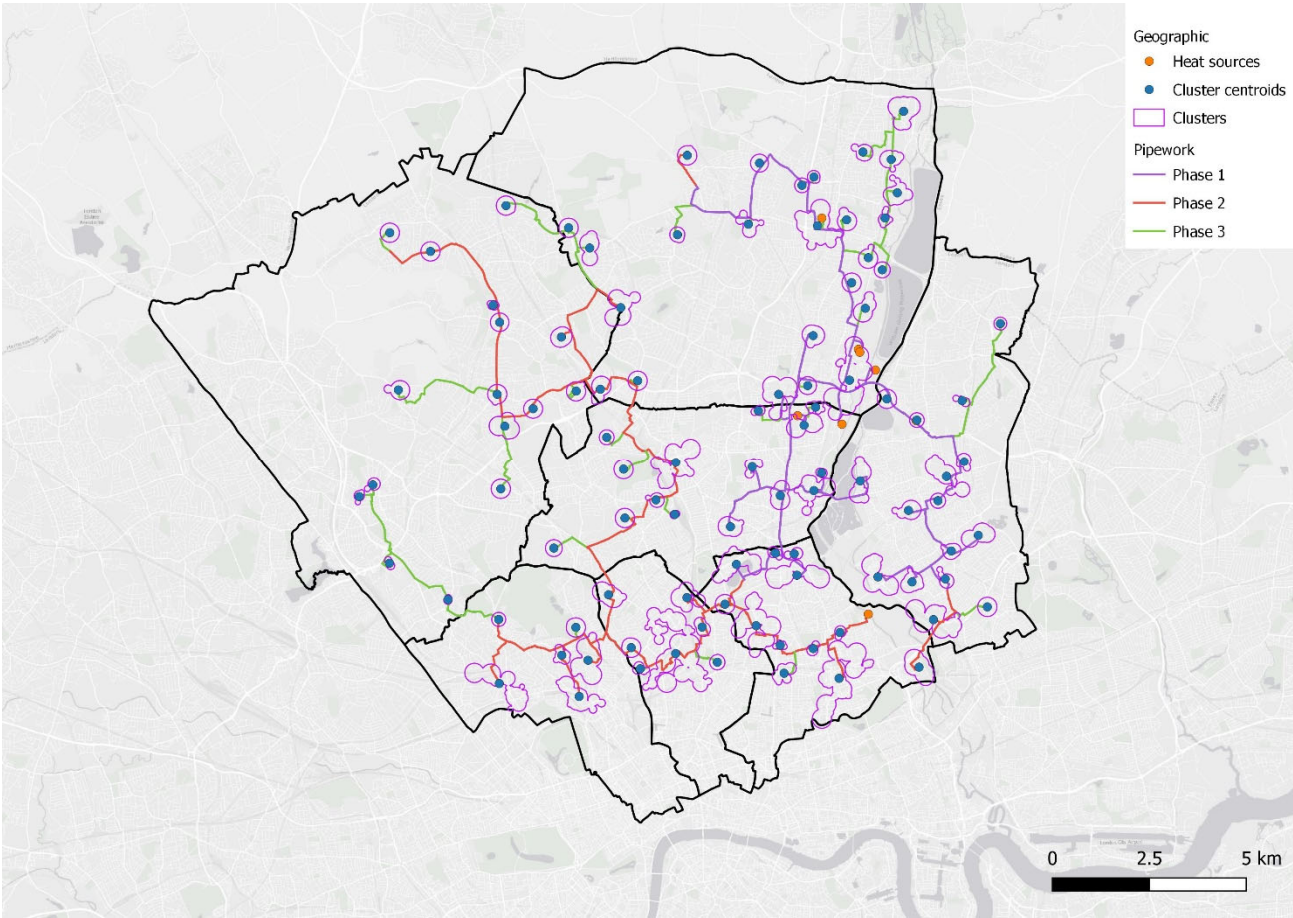 Geographic
Heat sources
Cluster centroids
Clusters
Pipework
Phase 1
Phase 2
Phase 3
0 2.5 5 km